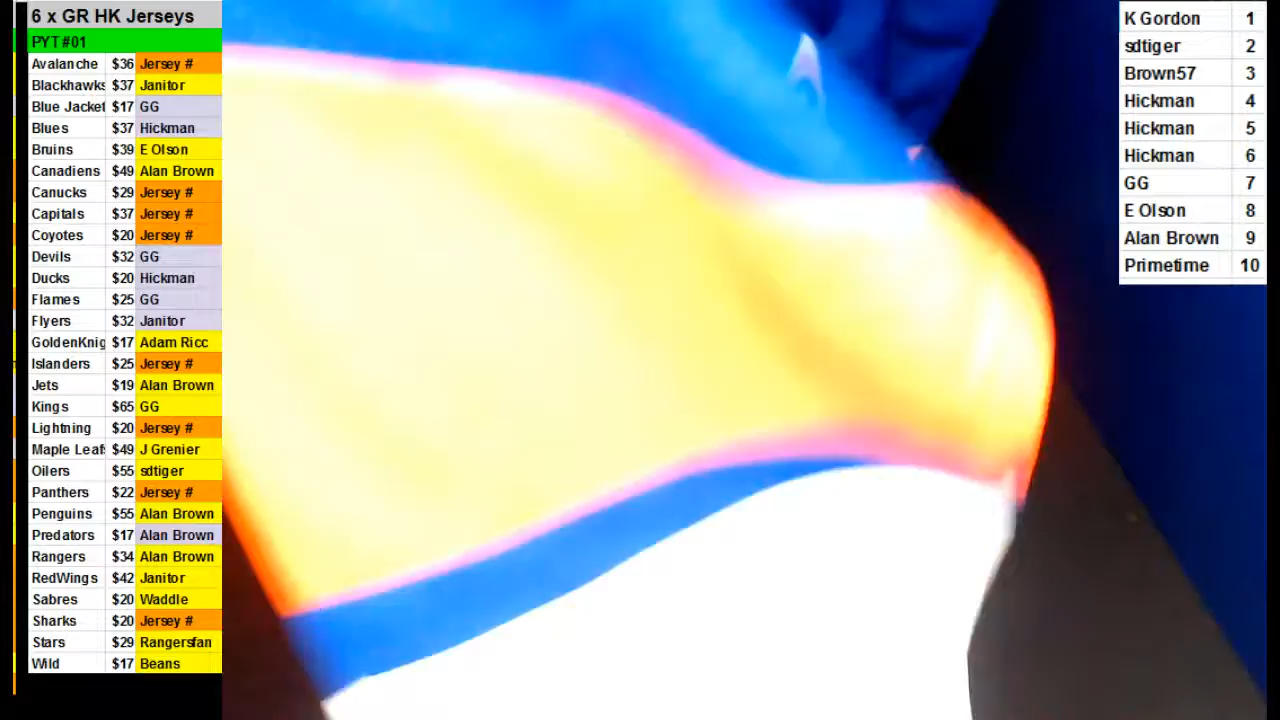 6 x GR HK Jerseys
PYT #01
Avalanche $36 Jersey #
Blackhawks $37 Janitor
Blue Jacket $17 GG
Blues $37 Hickman
Bruins $39 E Olson
Canadiens $49 Alan Brown
Canucks $29 Jersey #
Capitals $37 Jersey #
Coyotes $20 Jersey #
Devils $32 GG
Ducks $20 Hickman
Flames $25 GG
Flyers $32 Janitor
GoldenKnig $17 Adam Ricc
Islanders $25 Jersey #
Jets $19 Alan Brown
Kings $65 GG
Lightning $20 Jersey #
Maple Leafs $49 J Grenier
Oilers $55 sdtiger
Panthers $22 Jersey #
Penguins $55 Alan Brown
Predators $17 Alan Brown
Rangers $34 Alan Brown
RedWings $42 Janitor
Sabres $20 Waddle
Sharks $20 Jersey #
Stars $29 Rangersfan
Wild $17 Beans
K Gordon 1
sdtiger 2
Brown57 3
Hickman 4
Hickman 5
Hickman 6
GG 7
E Olson 8
Alan Brown 9
Primetime 10